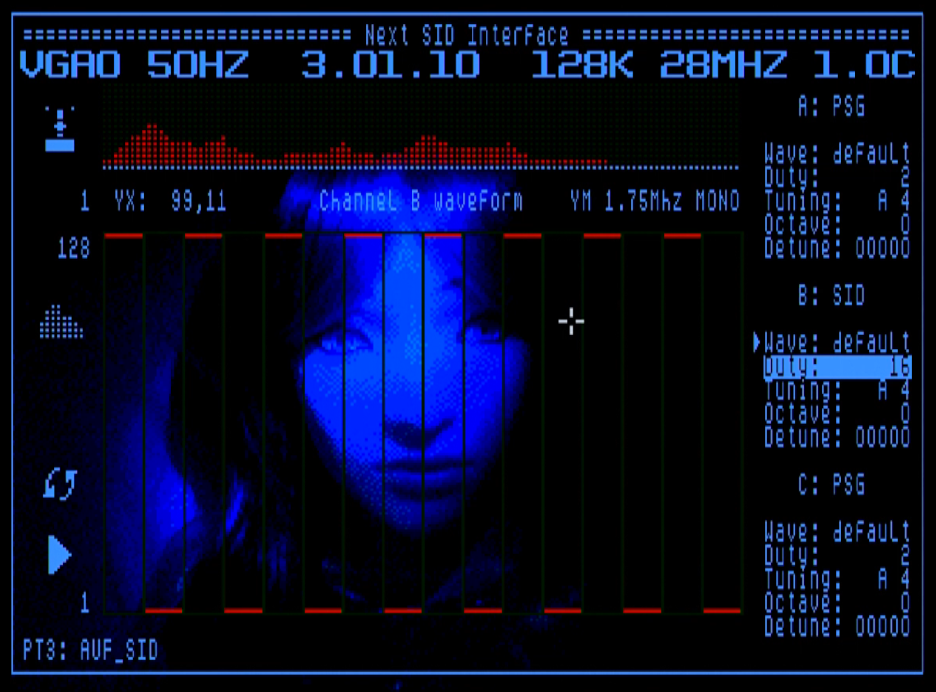 ============================ Next SID InterFace ============================
VGA0 50HZ 3.01.10 128K 28MHZ 1.0C
A: PSG
Wave: deFauLt
Duty: 2
Tuning: A 4
Octave: 0
Detune: 00000
1 YX: 99,11 ChanneL B waveForm YM 1.75Mhz MONO
128
B: SID
Wave: deFauLt
Duty: 16
Tuning: A 4
Octave: 0
Detune: 00000
C: PSG
Wave: deFauLt
Duty: 2
Tuning: A 4
Octave: 0
Detune: 00000
1
PT3: AVF_SID